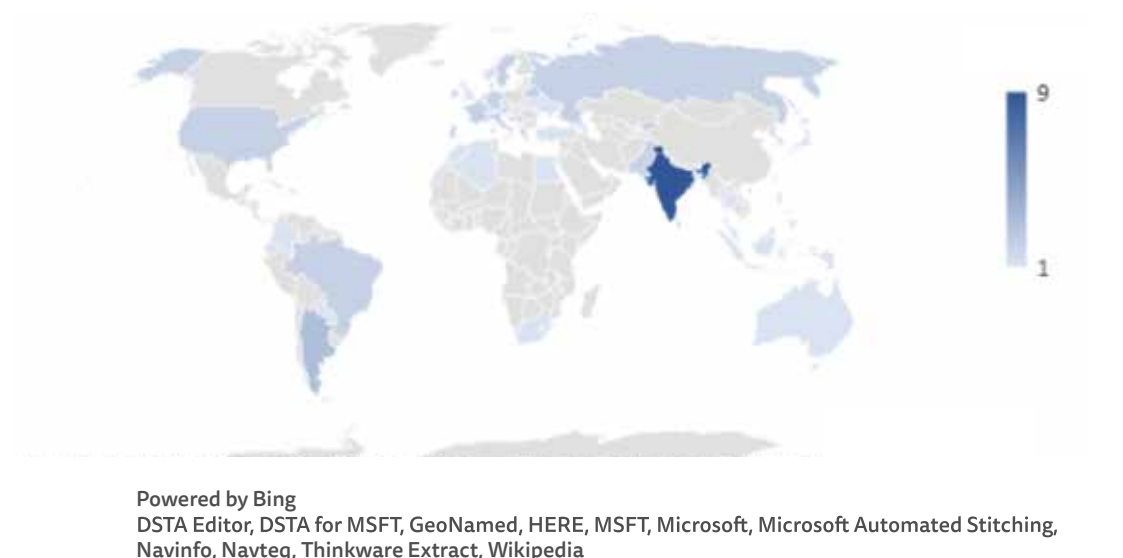 9
1
Powered by Bing
DSTA Editor, DSTA for MSFT, GeoNamed, HERE, MSFT, Microsoft, Microsoft Automated Stitching,
Navinfo, Navteq, Thinkware Extract, Wikipedia